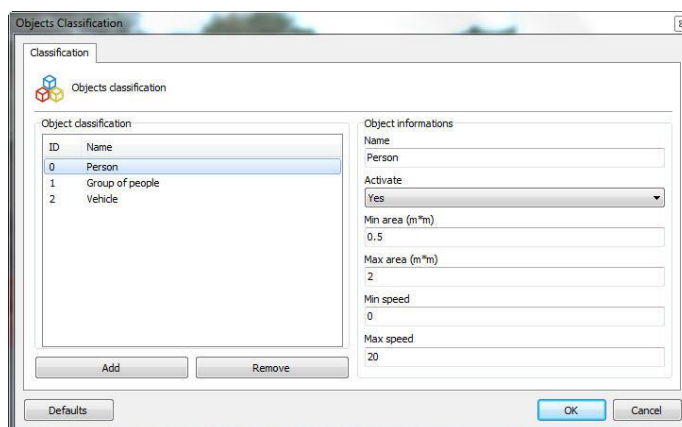 Objects Classification
Classification
Objects classification
Object classification
ID Name
0 Person
1 Group of people
2 Vehicle
Add Remove
Object informations
Name
Person
Activate
Yes
Min area (m*m)
0.5
Max area (m*m)
2
Min speed
0
Max speed
20
Defaults OK Cancel